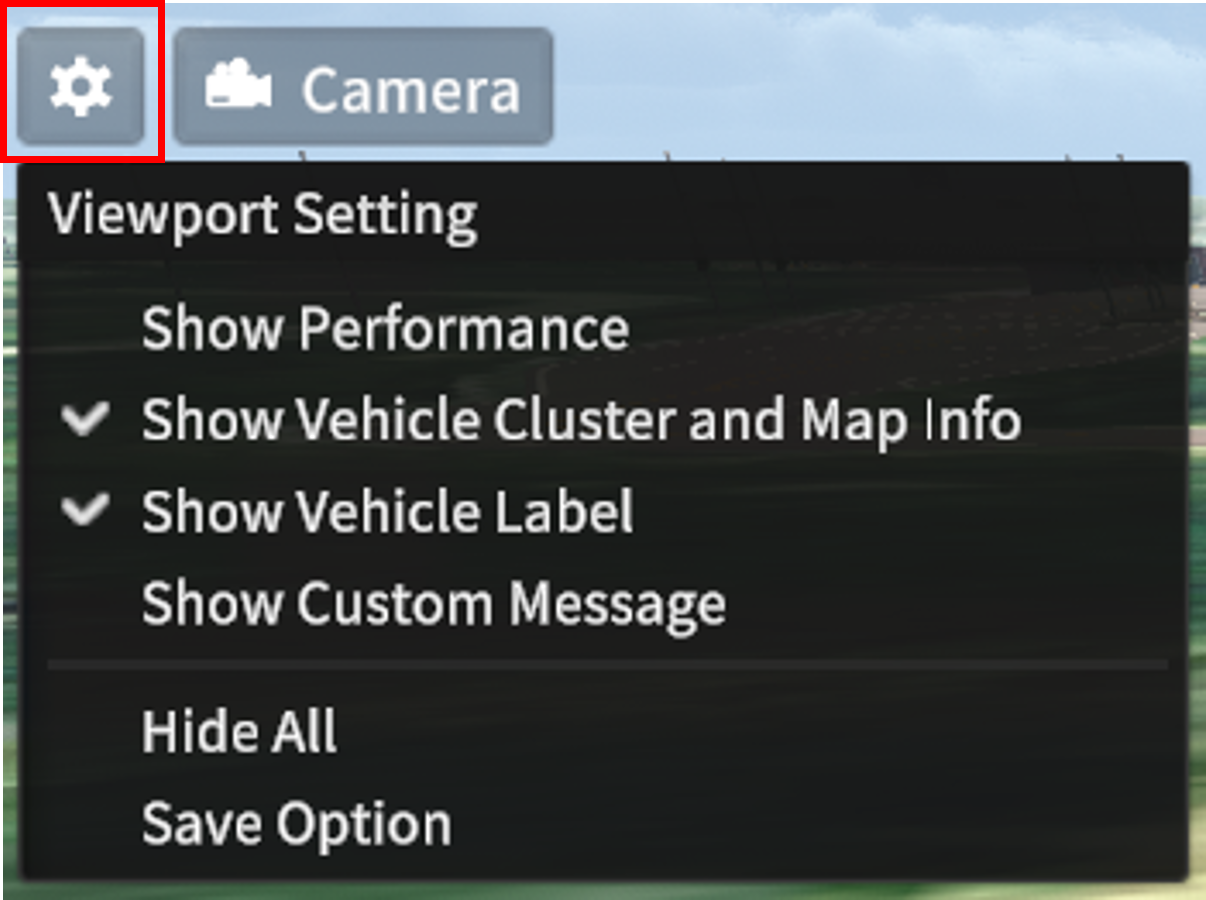 Camera
Viewport Setting
Show Performance
Show Vehicle Cluster and Map Info
Show Vehicle Label
Show Custom Message
Hide All
Save Option